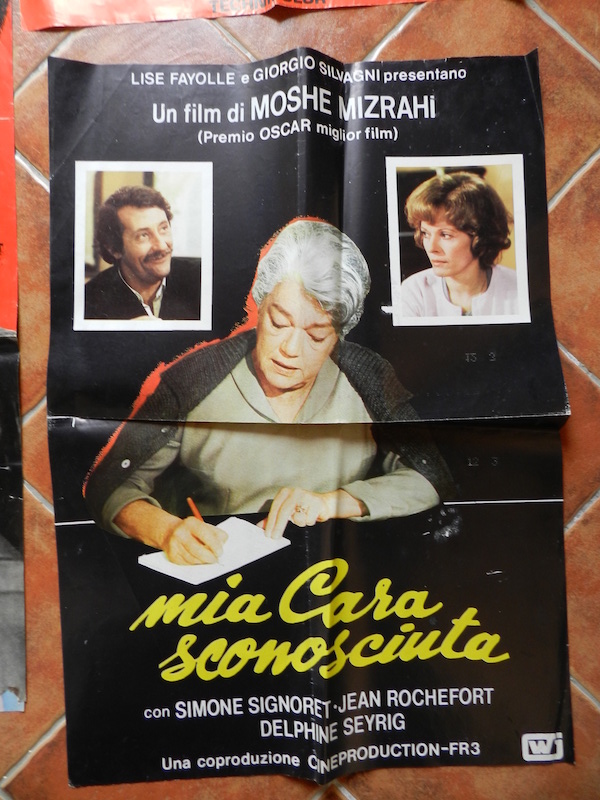 TECHNICOLOR
LISE FAYOLLE e GIORGIO SILVAGNI presentano
Un film di MOSHE MIZRAHi
(Premio OSCAR miglior film)
13 3
12 3
mia Cara
sconosciuta
con SIMONE SIGNORET-JEAN ROCHEFORT
DELPHINE SEYRIG
Una coproduzione CINEPRODUCTION-FR3